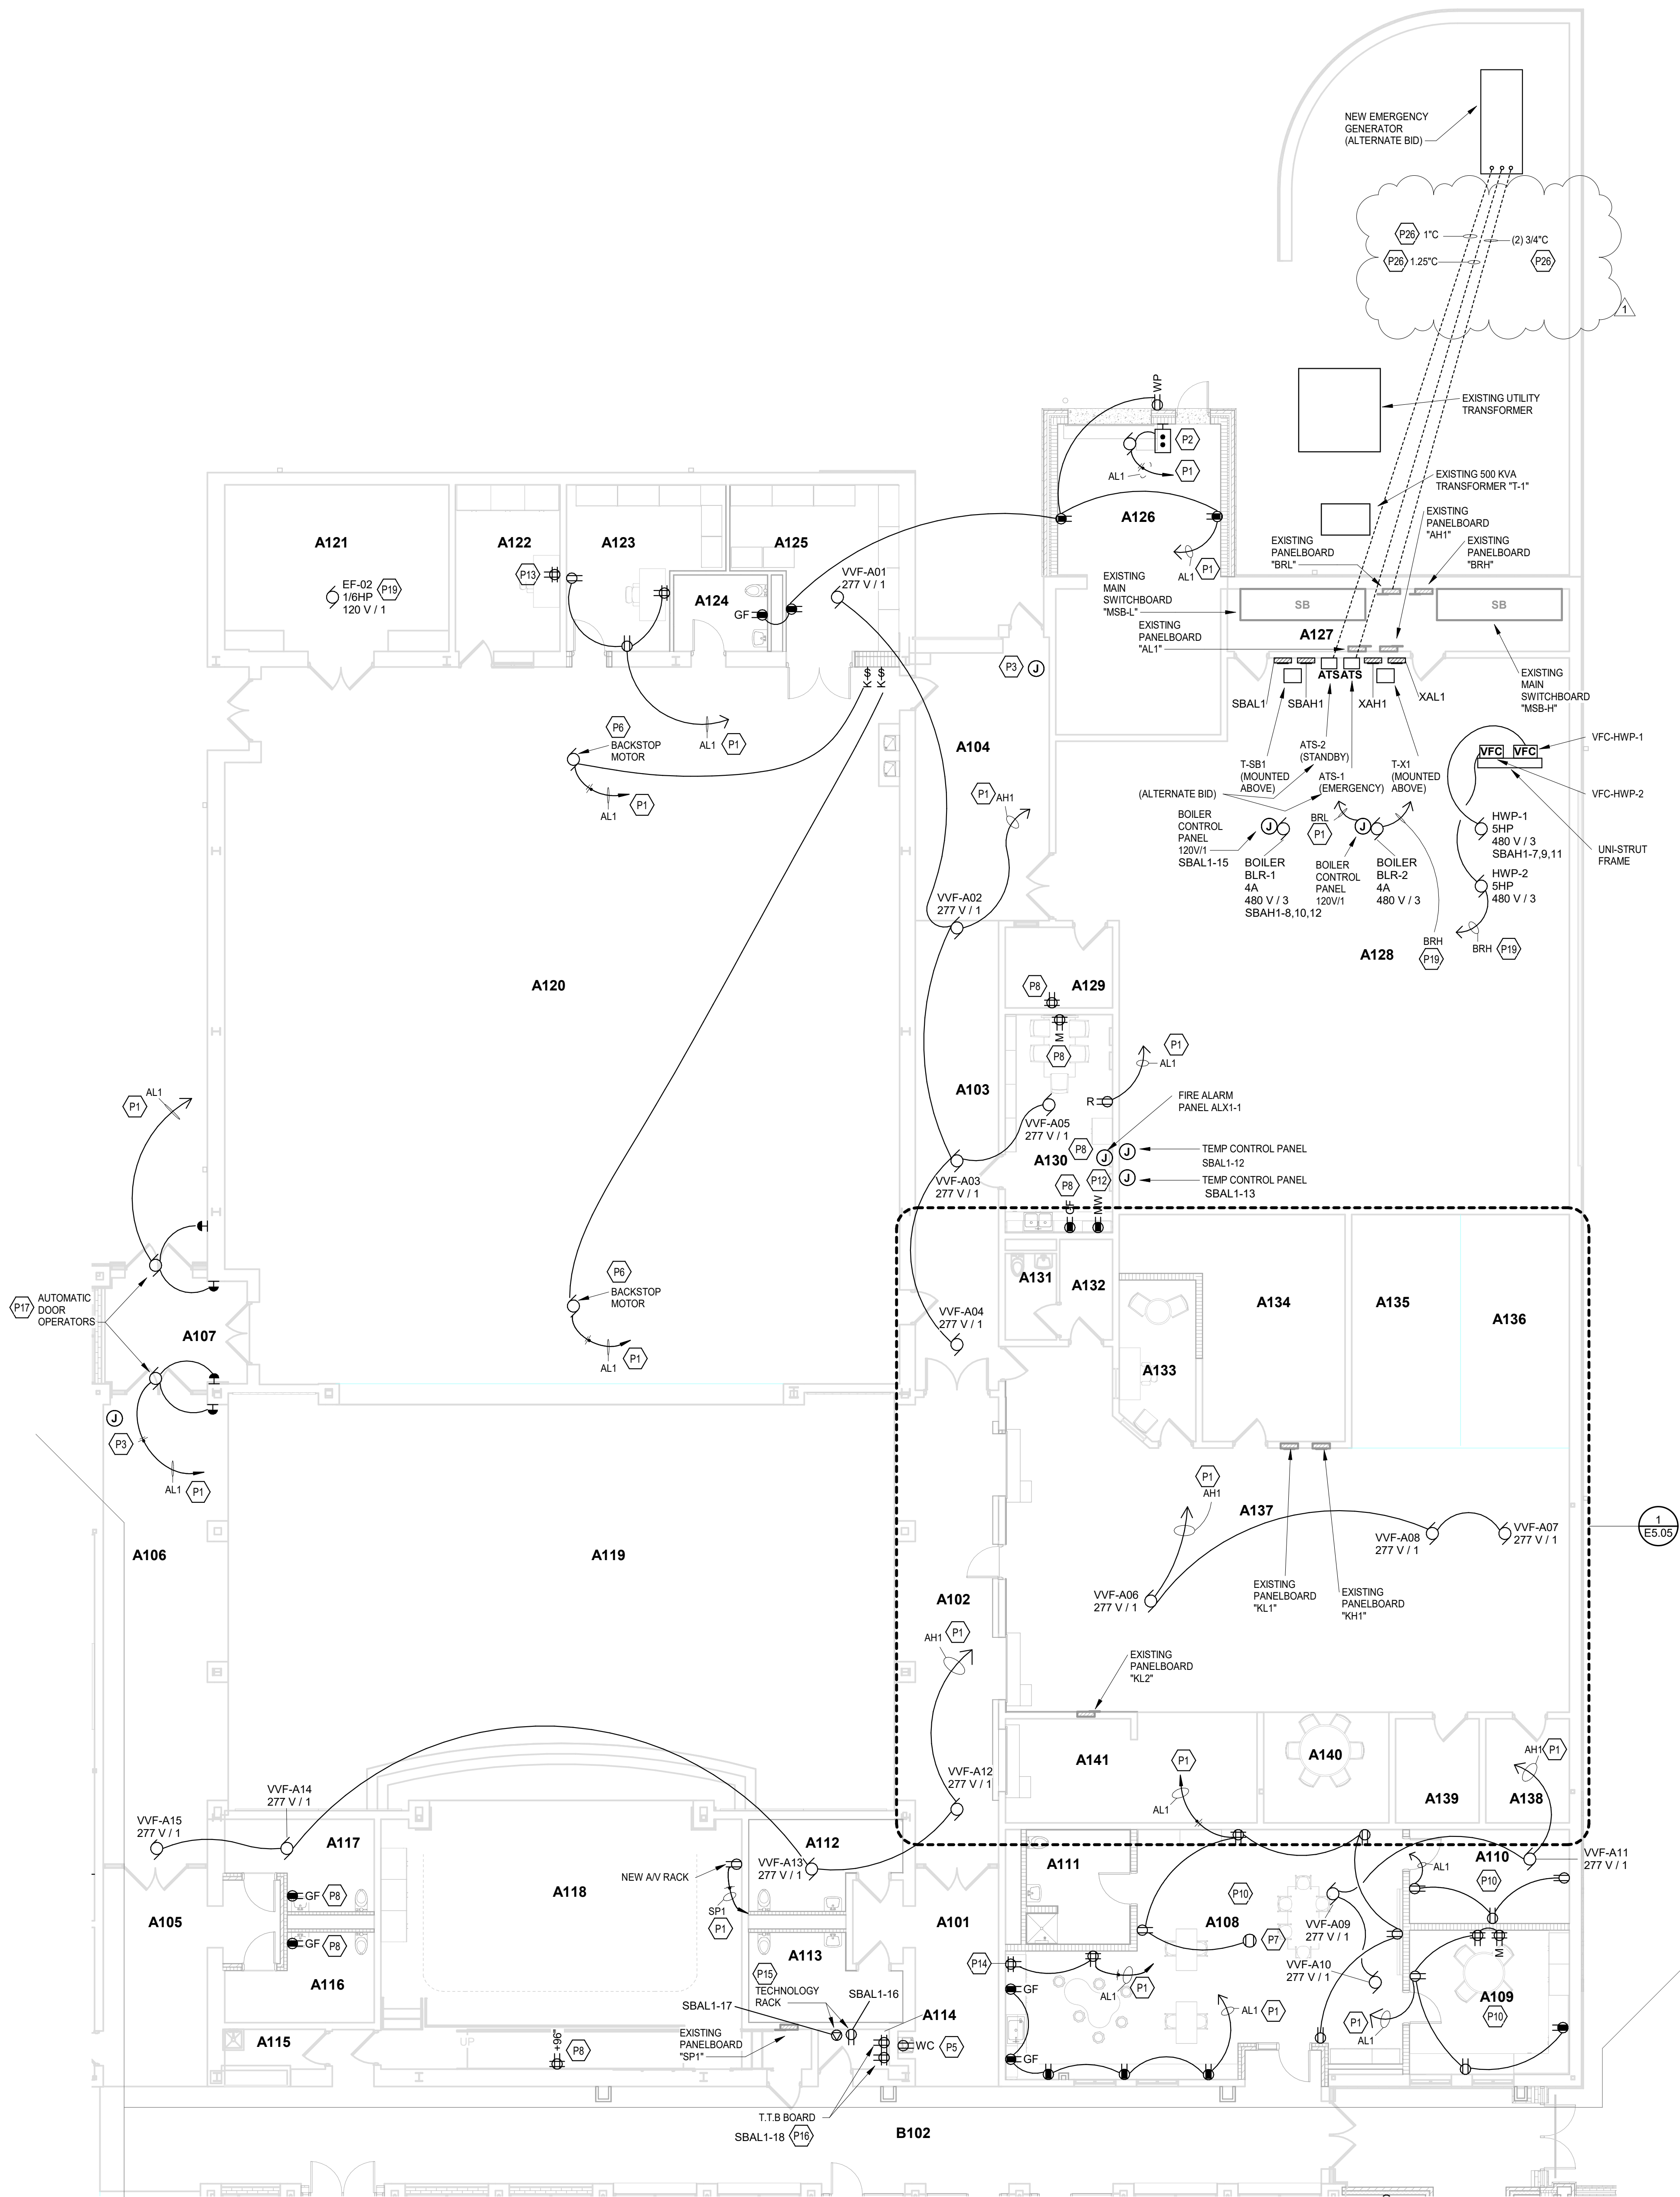 NEW EMERGENCY
GENERATOR
(ALTERNATE BID)
P26 1"C
(2) 3/4"C
P26 1.25"C
P26
1
EXISTING UTILITY
TRANSFORMER
WP
P2
AL1
P1
EXISTING 500 KVA
TRANSFORMER "T-1"
EXISTING
PANELBOARD
"AH1"
EXISTING
PANELBOARD
"BRL"
EXISTING
PANELBOARD
"BRH"
A126
AL1
P1
EXISTING
MAIN
SWITCHBOARD
"MSB-L"
SB
SB
A127
EXISTING
PANELBOARD
"AL1"
ATS
ATS
SBAL1
SBAH1
XAH1
XAL1
EXISTING
MAIN
SWITCHBOARD
"MSB-H"
A121
EF-02
1/6HP
120 V / 1
P19
A122
P13
A123
A124
GF
A125
VVF-A01
277 V / 1
P3
J
K $
K $
P6
BACKSTOP
MOTOR
AL1
P1
AL1
P1
A104
P1
AH1
T-SB1
(MOUNTED
ABOVE)
ATS-2
(STANDBY)
T-X1
(MOUNTED
ABOVE)
ATS-1
(EMERGENCY)
(ALTERNATE BID)
VFC
VFC
VFC-HWP-1
VFC-HWP-2
UNI-STRUT
FRAME
BOILER
CONTROL
PANEL
120V/1
SBAL1-15
J
BRL
P1
J
BOILER
BLR-1
4A
480 V / 3
SBAH1-8,10,12
BOILER
CONTROL
PANEL
120V/1
BOILER
BLR-2
4A
480 V / 3
HWP-1
5HP
480 V / 3
SBAH1-7,9,11
HWP-2
5HP
480 V / 3
BRH
P19
BRH
P19
A128
VVF-A02
277 V / 1
A120
P8
A129
M
P8
A103
R
P1
AL1
VVF-A05
277 V / 1
FIRE ALARM
PANEL ALX1-1
A130
P8
J
J
TEMP CONTROL PANEL
SBAL1-12
P12
J
TEMP CONTROL PANEL
SBAL1-13
P8
GF
MW
VVF-A03
277 V / 1
P1
AL1
P17
AUTOMATIC
DOOR
OPERATORS
A107
J
P3
AL1
P1
P6
BACKSTOP
MOTOR
AL1
P1
VVF-A04
277 V / 1
A131
A132
A133
A134
A135
A136
A106
A119
A102
P1
AH1
A137
VVF-A08
277 V / 1
VVF-A07
277 V / 1
1
E5.05
VVF-A06
277 V / 1
EXISTING
PANELBOARD
"KL1"
EXISTING
PANELBOARD
"KH1"
AH1
P1
EXISTING
PANELBOARD
"KL2"
A141
P1
AL1
A140
A139
A138
AH1
P1
VVF-A12
277 V / 1
VVF-A14
277 V / 1
VVF-A15
277 V / 1
A117
A112
VVF-A13
277 V / 1
NEW A/V RACK
SP1
P1
A118
GF
P8
GF
P8
A105
A116
A115
UP
+96"
P8
A101
A113
P15
TECHNOLOGY
RACK
SBAL1-17
SBAL1-16
EXISTING
PANELBOARD
"SP1"
A114
WC
P5
T.T.B BOARD
SBAL1-18
P16
B102
A111
P10
A108
P7
P14
GF
GF
AL1
P1
AL1
P1
VVF-A09
277 V / 1
VVF-A10
277 V / 1
AL1
A110
P10
VVF-A11
277 V / 1
M
P1
AL1
A109
P10